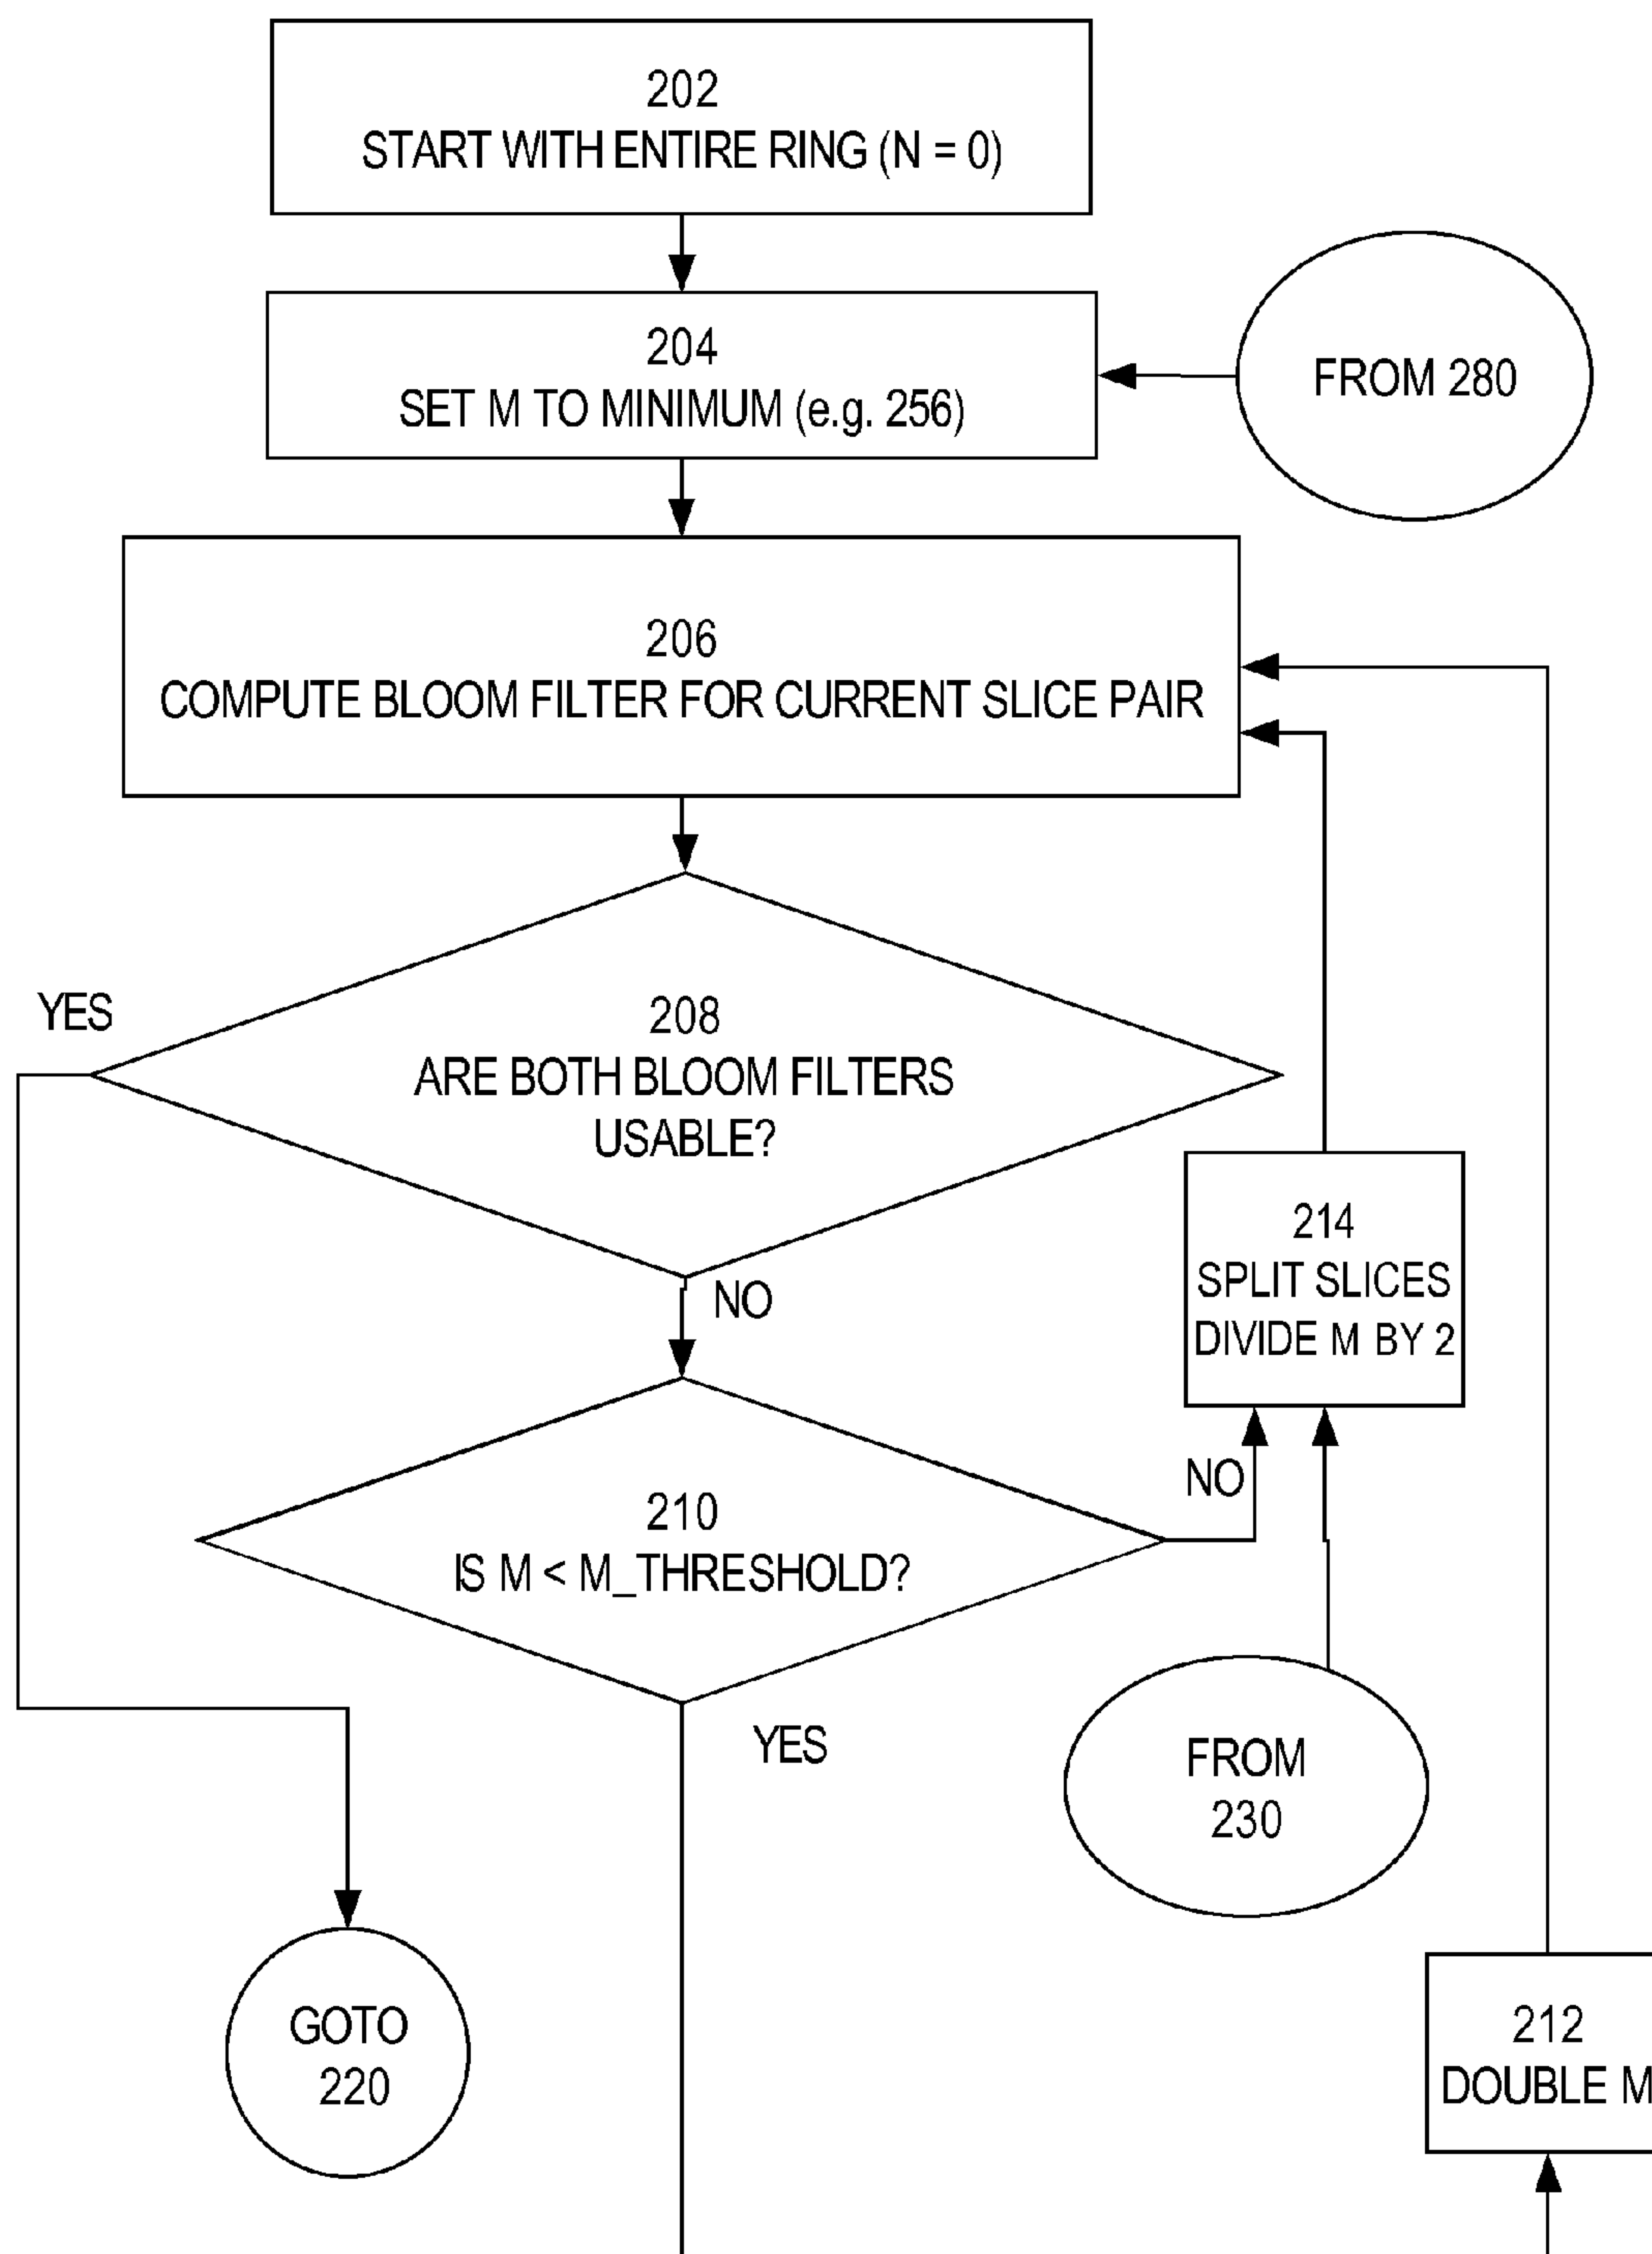 202
START WITH ENTIRE RING (N = 0)
204
SET M TO MINIMUM (e.g. 256)
FROM 280
206
COMPUTE BLOOM FILTER FOR CURRENT SLICE PAIR
YES
208
ARE BOTH BLOOM FILTERS
USABLE?
NO
214
SPLIT SLICES
DIVIDE M BY 2
NO
210
IS M < M_THRESHOLD?
YES
FROM
230
GOTO
220
212
DOUBLE M